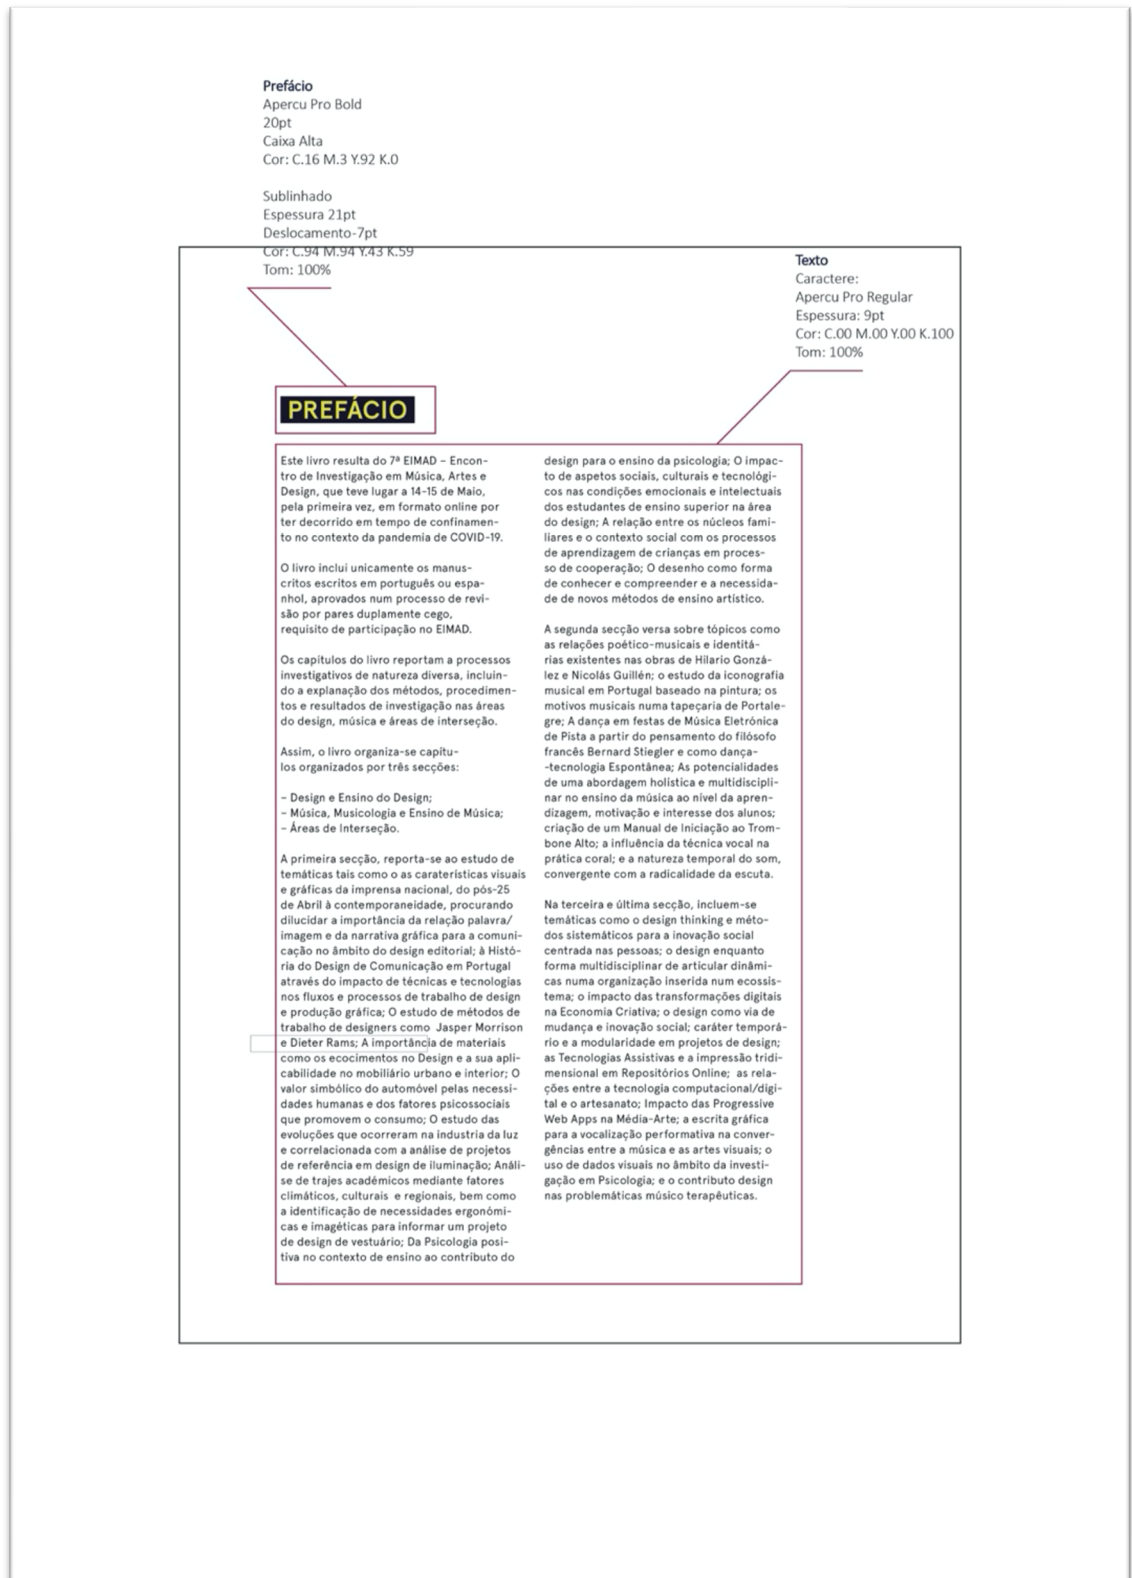 Prefácio
Apercu Pro Bold
20pt
Caixa Alta
Cor: C.16 M.3 Y.92 K.0
Sublinhado
Espessura 21pt
Deslocamento-7pt
Cor: C.94 M.94 Y.43 K.59
Tom: 100%
Texto
Caractere:
Apercu Pro Regular
Espessura: 9pt
Cor: C.00 M.00 Y.00 K.100
Tom: 100%
PREFÁCIO
Este livro resulta do 7ª EIMAD – Encon-
tro de Investigação em Música, Artes e
Design, que teve lugar a 14-15 de Maio,
pela primeira vez, em formato online por
ter decorrido em tempo de confinamen-
to no contexto da pandemia de COVID-19.
O livro inclui unicamente os manus-
critos escritos em português ou espa-
nhol, aprovados num processo de revi-
são por pares duplamente cego,
requisito de participação no EIMAD.
Os capítulos do livro reportam a processos
investigativos de natureza diversa, incluin-
do a explanação dos métodos, procedimen-
tos e resultados de investigação nas áreas
do design, música e áreas de interseção.
Assim, o livro organiza-se capítu-
los organizados por três secções:
– Design e Ensino do Design;
– Música, Musicologia e Ensino de Música;
– Áreas de Interseção.
A primeira secção, reporta-se ao estudo de
temáticas tais como o as caraterísticas visuais
e gráficas da imprensa nacional, do pós-25
de Abril à contemporaneidade, procurando
dilucidar a importância da relação palavra/
imagem e da narrativa gráfica para a comuni-
cação no âmbito do design editorial; à Histó-
ria do Design de Comunicação em Portugal
através do impacto de técnicas e tecnologias
nos fluxos e processos de trabalho de design
e produção gráfica; O estudo de métodos de
trabalho de designers como  Jasper Morrison
e Dieter Rams; A importância de materiais
como os ecocimentos no Design e a sua apli-
cabilidade no mobiliário urbano e interior; O
valor simbólico do automóvel pelas necessi-
dades humanas e dos fatores psicossociais
que promovem o consumo; O estudo das
evoluções que ocorreram na industria da luz
e correlacionada com a análise de projetos
de referência em design de iluminação; Análi-
se de trajes académicos mediante fatores
climáticos, culturais  e regionais, bem como
a identificação de necessidades ergonómi-
cas e imagéticas para informar um projeto
de design de vestuário; Da Psicologia posi-
tiva no contexto de ensino ao contributo do
design para o ensino da psicologia; O impac-
to de aspetos sociais, culturais e tecnológi-
cos nas condições emocionais e intelectuais
dos estudantes de ensino superior na área
do design; A relação entre os núcleos fami-
liares e o contexto social com os processos
de aprendizagem de crianças em proces-
so de cooperação; O desenho como forma
de conhecer e compreender e a necessida-
de de novos métodos de ensino artístico.
A segunda secção versa sobre tópicos como
as relações poético-musicais e identitá-
rias existentes nas obras de Hilario Gonzá-
lez e Nicolás Guillén; o estudo da iconografia
musical em Portugal baseado na pintura; os
motivos musicais numa tapeçaria de Portale-
gre; A dança em festas de Música Eletrónica
de Pista a partir do pensamento do filósofo
francês Bernard Stiegler e como dança-
-tecnologia Espontânea; As potencialidades
de uma abordagem holística e multidiscipli-
nar no ensino da música ao nível da apren-
dizagem, motivação e interesse dos alunos;
criação de um Manual de Iniciação ao Trom-
bone Alto; a influência da técnica vocal na
prática coral; e a natureza temporal do som,
convergente com a radicalidade da escuta.
Na terceira e última secção, incluem-se
temáticas como o design thinking e méto-
dos sistemáticos para a inovação social
centrada nas pessoas; o design enquanto
forma multidisciplinar de articular dinâmi-
cas numa organização inserida num ecossis-
tema; o impacto das transformações digitais
na Economia Criativa; o design como via de
mudança e inovação social; caráter temporá-
rio e a modularidade em projetos de design;
as Tecnologias Assistivas e a impressão tridi-
mensional em Repositórios Online;  as rela-
ções entre a tecnologia computacional/digi-
tal e o artesanato; Impacto das Progressive
Web Apps na Média-Arte; a escrita gráfica
para a vocalização performativa na conver-
gências entre a música e as artes visuais; o
uso de dados visuais no âmbito da investi-
gação em Psicologia; e o contributo design
nas problemáticas músico terapêuticas.